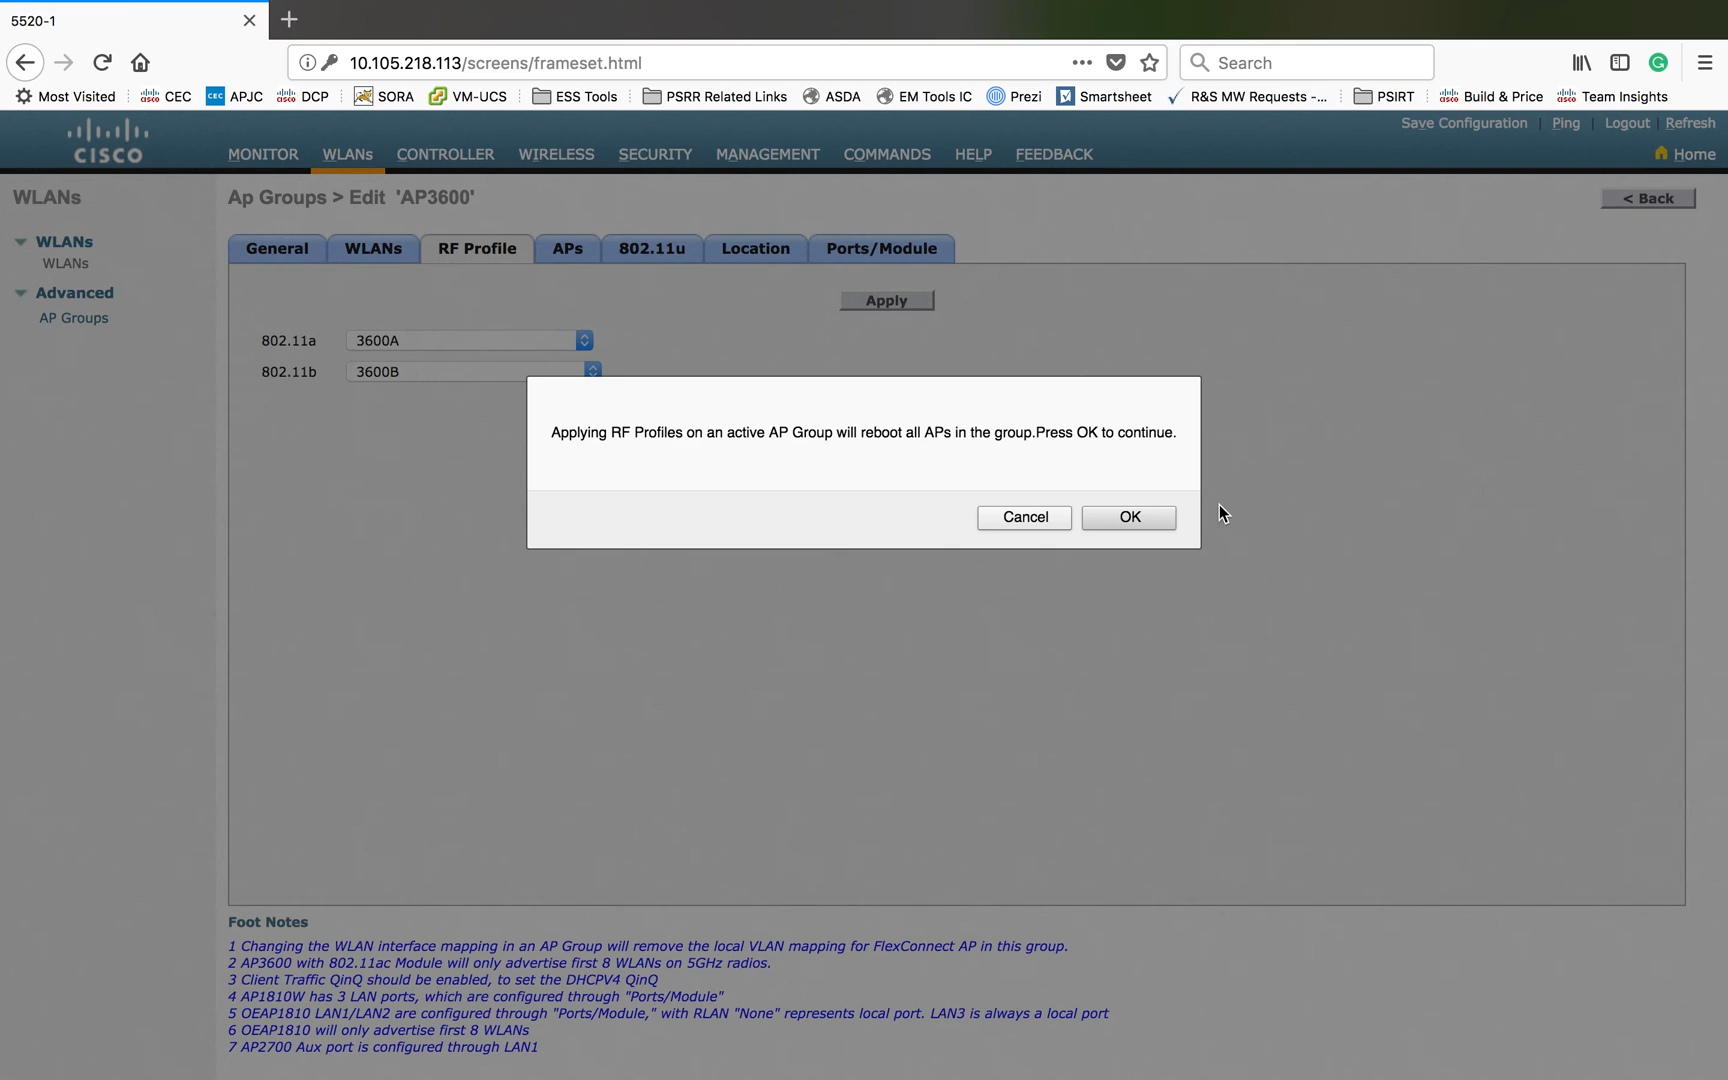 5520-1
10.105.218.113/screens/frameset.html
Search
Most Visited CEC CEC APJC DCP SORA VM-UCS ESS Tools PSRR Related Links ASDA EM Tools IC Prezi Smartsheet R&S MW Requests -... PSIRT Build & Price Team Insights
Save Configuration Ping Logout Refresh
CISCO
MONITOR WLANs CONTROLLER WIRELESS SECURITY MANAGEMENT COMMANDS HELP FEEDBACK
Home
WLANs
WLANs
WLANs
Advanced
AP Groups
Ap Groups > Edit 'AP3600'
< Back
General WLANs RF Profile APs 802.11u Location Ports/Module
Apply
802.11a 3600A
802.11b 3600B
Applying RF Profiles on an active AP Group will reboot all APs in the group.Press OK to continue.
Cancel OK
Foot Notes
1 Changing the WLAN interface mapping in an AP Group will remove the local VLAN mapping for FlexConnect AP in this group.
2 AP3600 with 802.11ac Module will only advertise first 8 WLANs on 5GHz radios.
3 Client Traffic QinQ should be enabled, to set the DHCPV4 QinQ
4 AP1810W has 3 LAN ports, which are configured through "Ports/Module"
5 OEAP1810 LAN1/LAN2 are configured through "Ports/Module," with RLAN "None" represents local port. LAN3 is always a local port
6 OEAP1810 will only advertise first 8 WLANs
7 AP2700 Aux port is configured through LAN1